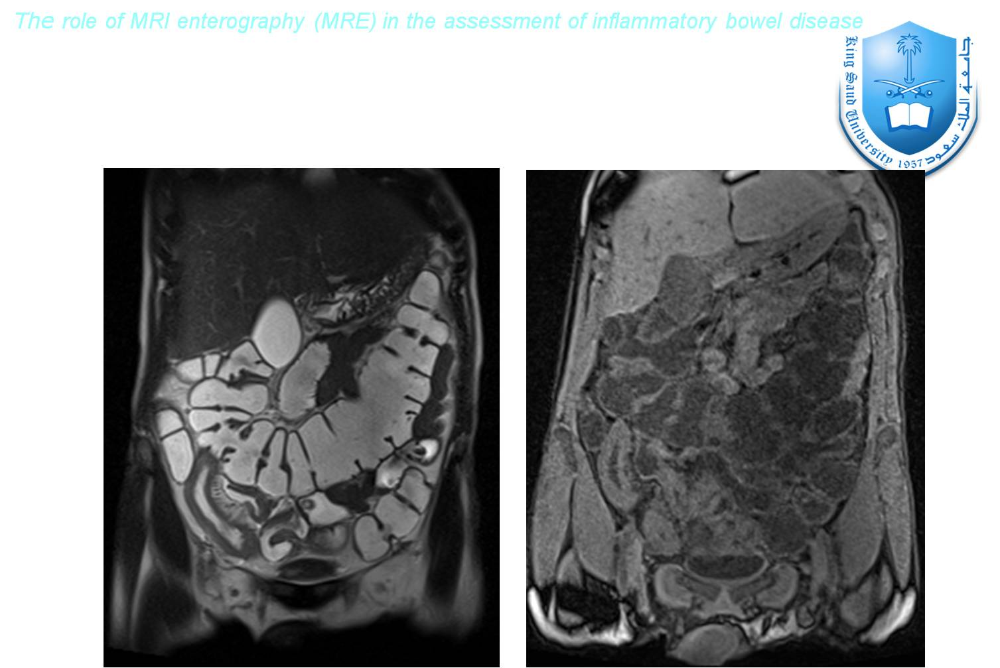 The role of MRI enterography (MRE) in the assessment of inflammatory bowel disease
King Saud University 1957 جامعة الملك سعود